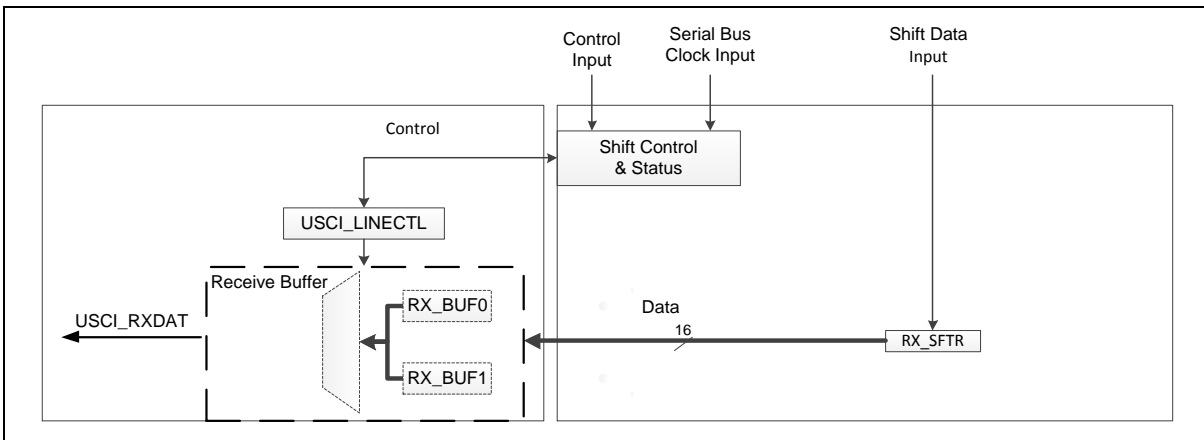 Control
Input
Serial Bus
Clock Input
Shift Data
Input
Control
Shift Control
& Status
USCI_LINECTL
Receive Buffer
USCI_RXDAT
RX_BUF0
RX_BUF1
Data
16
RX_SFTR